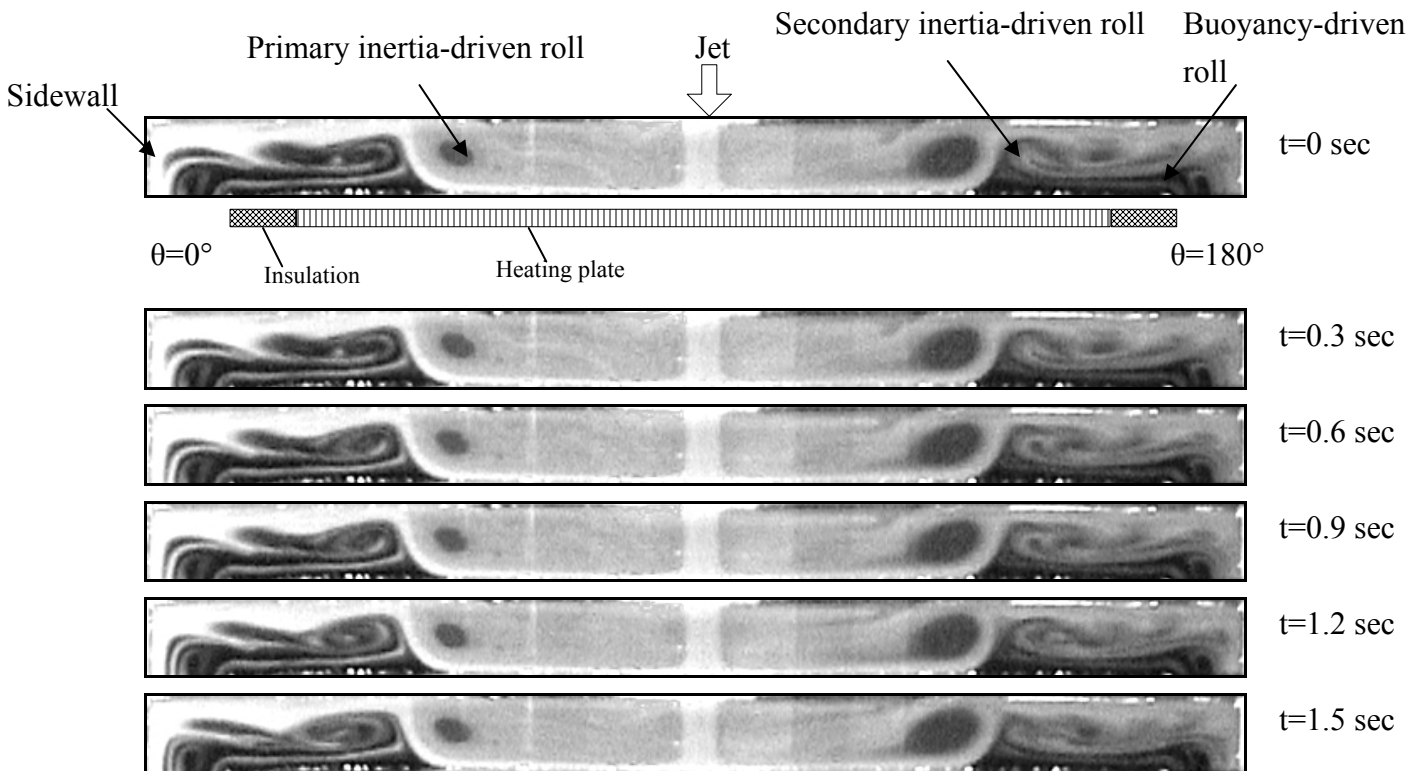 Secondary inertia-driven roll
Buoyancy-driven
roll
Primary inertia-driven roll
Jet
Sidewall
t=0 sec
θ=0°
θ=180°
Insulation
Heating plate
t=0.3 sec
t=0.6 sec
t=0.9 sec
t=1.2 sec
t=1.5 sec